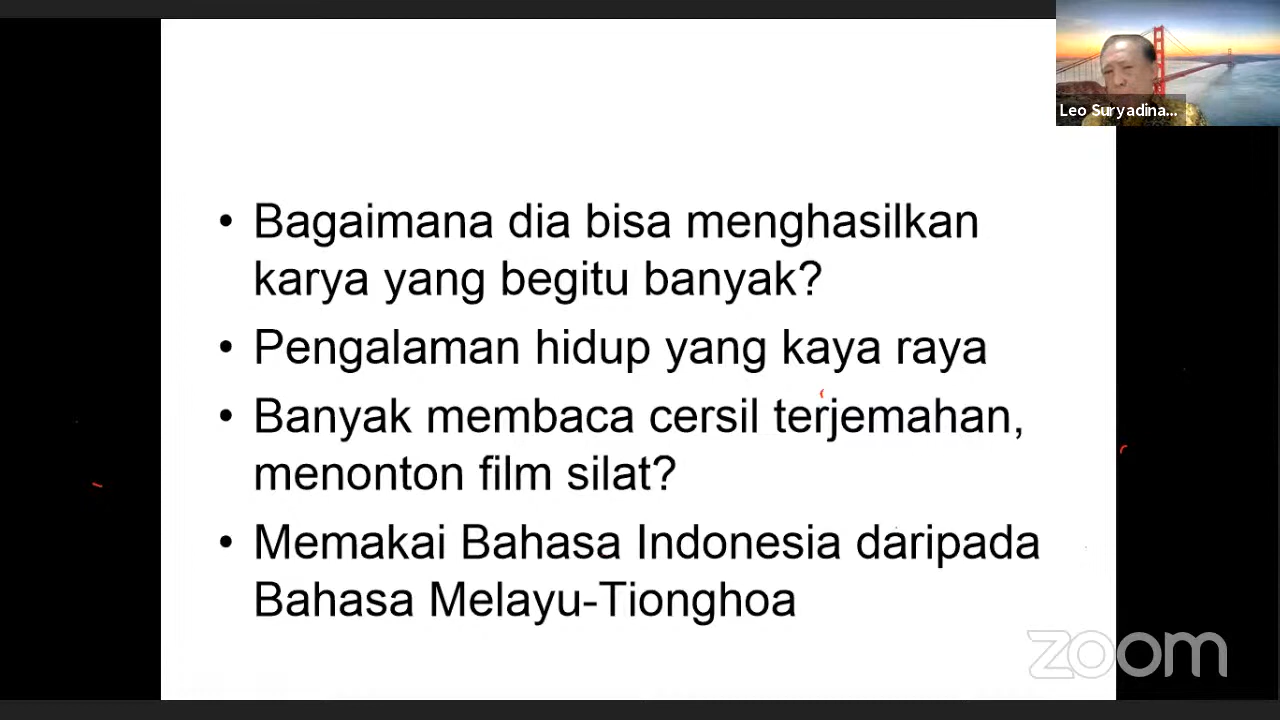 Leo Suryadina...
• Bagaimana dia bisa menghasilkan
karya yang begitu banyak?
• Pengalaman hidup yang kaya raya
• Banyak membaca cersil terjemahan,
menonton film silat?
• Memakai Bahasa Indonesia daripada
Bahasa Melayu-Tionghoa
zoom